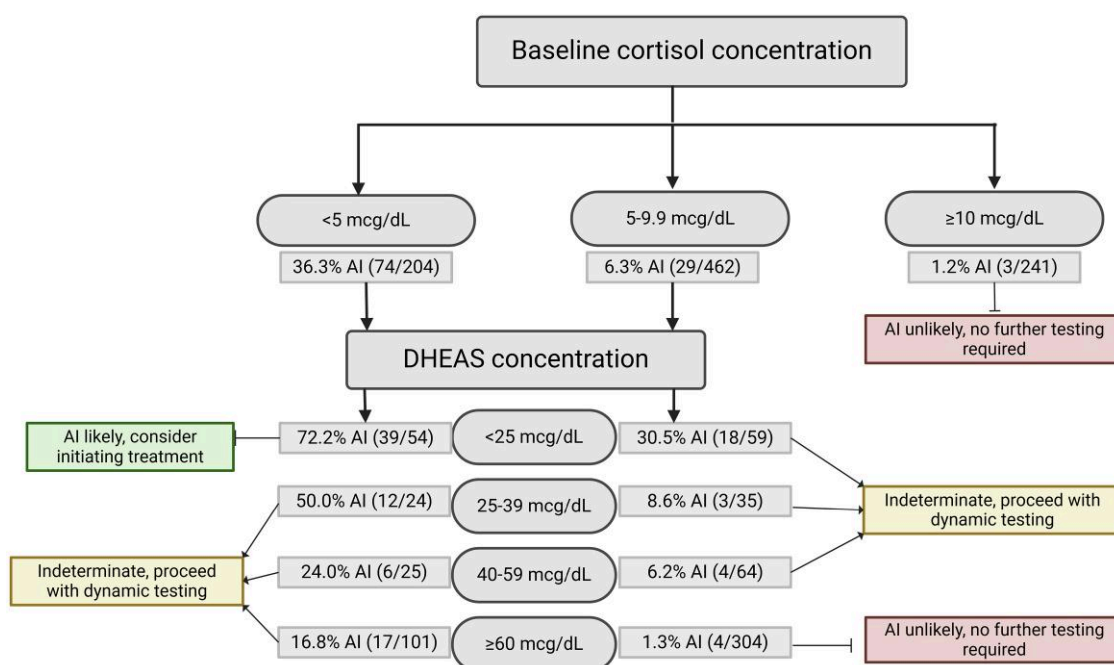 Baseline cortisol concentration
<5 mcg/dL
5-9.9 mcg/dL
≥10 mcg/dL
36.3% AI (74/204)
6.3% AI (29/462)
1.2% AI (3/241)
AI unlikely, no further testing
required
DHEAS concentration
AI likely, consider
initiating treatment
72.2% AI (39/54)
<25 mcg/dL
30.5% AI (18/59)
50.0% AI (12/24)
25-39 mcg/dL
8.6% AI (3/35)
Indeterminate, proceed with
dynamic testing
Indeterminate, proceed
with dynamic testing
24.0% AI (6/25)
40-59 mcg/dL
6.2% AI (4/64)
16.8% AI (17/101)
≥60 mcg/dL
1.3% AI (4/304)
AI unlikely, no further testing
required